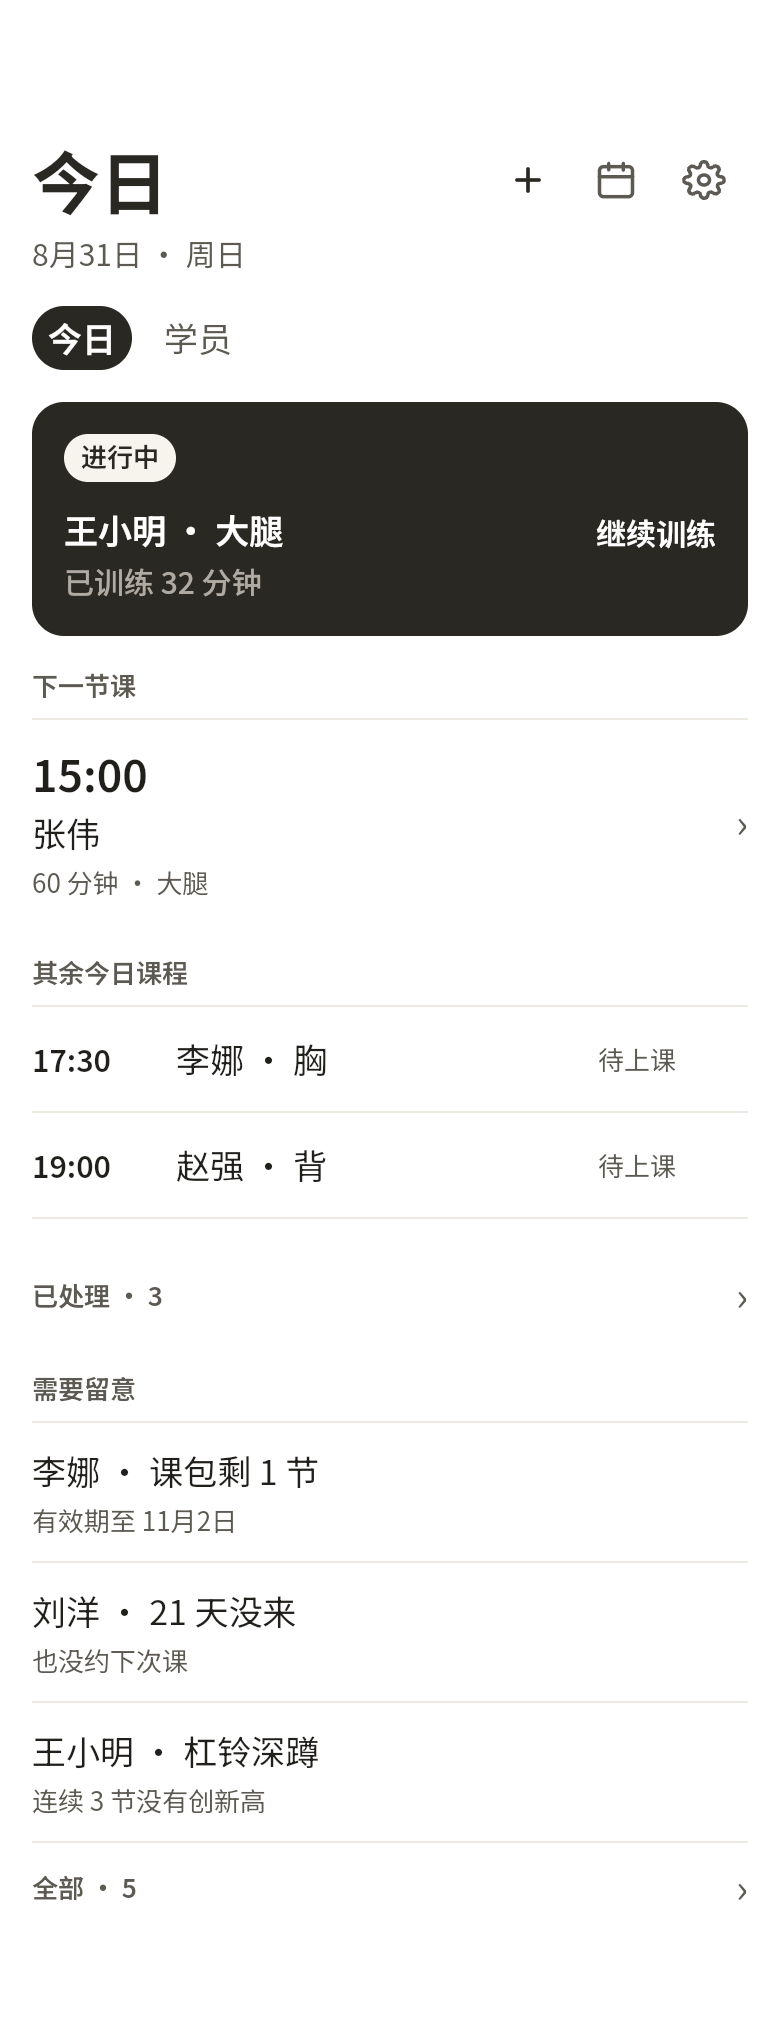 今日
8月31日 · 周日
今日
学员
进行中
王小明 · 大腿
继续训练
已训练 32 分钟
下一节课
15:00
张伟
›
60 分钟 · 大腿
其余今日课程
17:30 李娜 · 胸 待上课
19:00 赵强 · 背 待上课
已处理 · 3 ›
需要留意
李娜 · 课包剩 1 节
有效期至 11月2日
刘洋 · 21 天没来
也没约下次课
王小明 · 杠铃深蹲
连续 3 节没有创新高
全部 · 5 ›